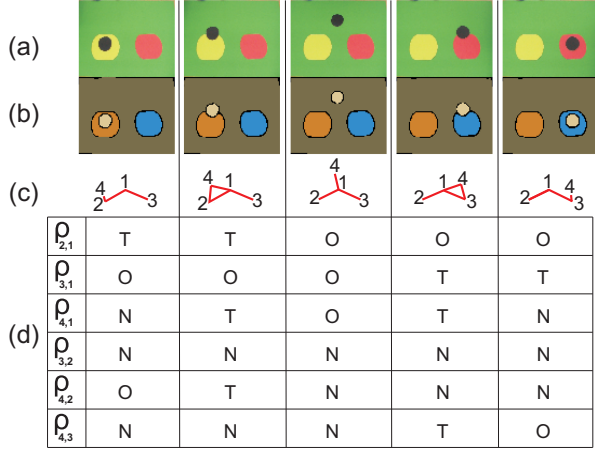 (a)
(b)
(c) 4 1 2 3 4 1 2 3 4 1 2 3 1 4 2 3 1 4 2 3
ρ2,1 T T O O O
ρ3,1 O O O T T
ρ4,1 N T O T N
(d) ρ3,2 N N N N N
ρ4,2 O T N N N
ρ4,3 N N N T O